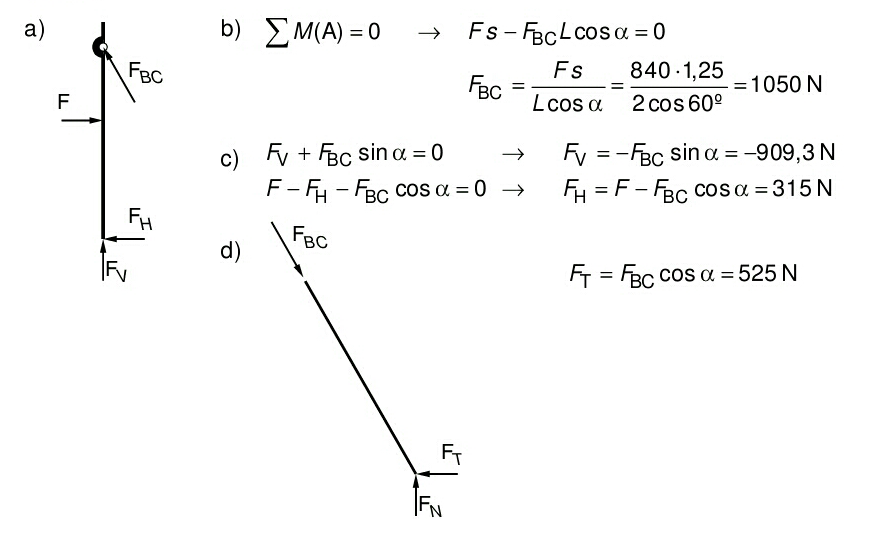 a)
F_BC
F
F_H
F_V
b) ∑ M(A) = 0 → F s − F_BC L cos α = 0
F_BC = F s / L cos α = 840 · 1,25 / 2 cos 60º = 1050 N
c) F_V + F_BC sin α = 0 → F_V = −F_BC sin α = −909,3 N
F − F_H − F_BC cos α = 0 → F_H = F − F_BC cos α = 315 N
d)
F_BC
F_T = F_BC cos α = 525 N
F_T
F_N